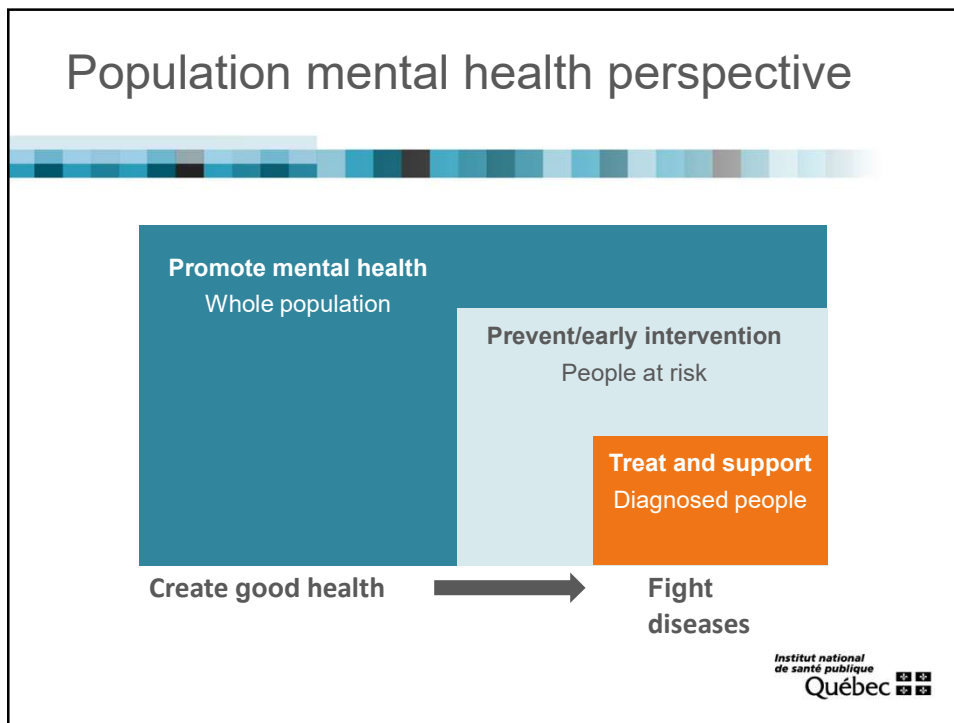 Population mental health perspective
Promote mental health
Whole population
Prevent/early intervention
People at risk
Treat and support
Diagnosed people
Create good health
Fight
diseases
Institut national
de santé publique
Québec